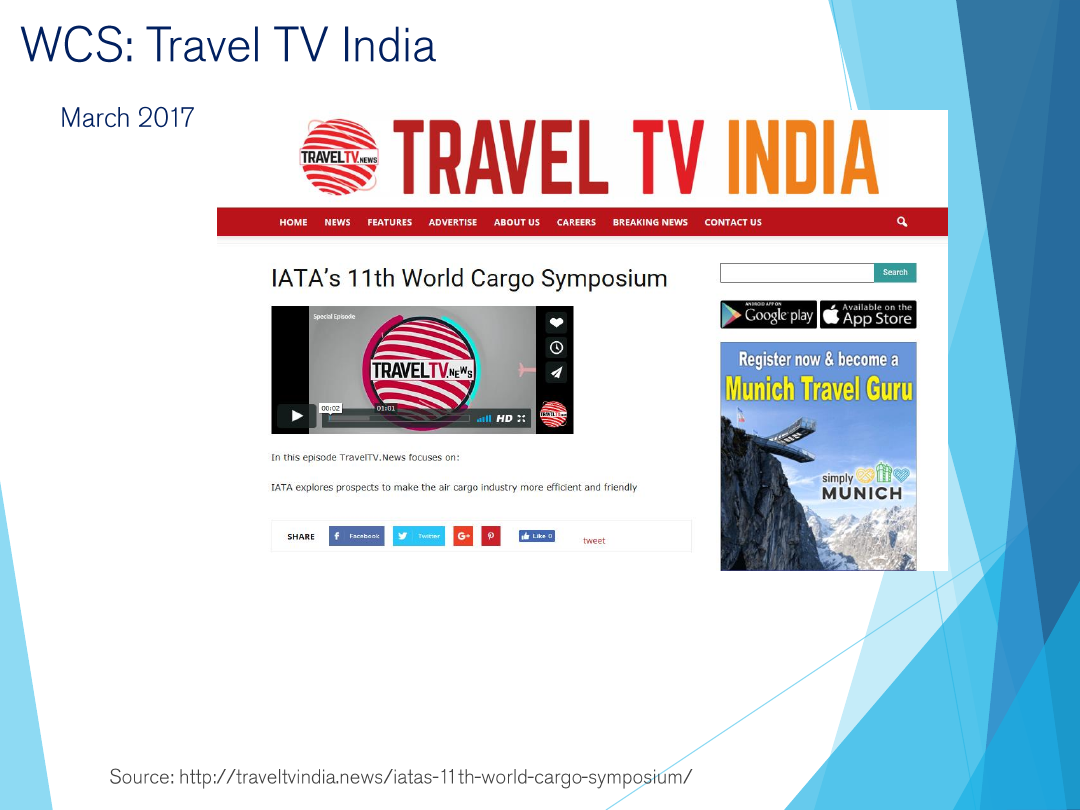 WCS: Travel TV India
March 2017
TRAVELTV.NEWS
TRAVEL TV INDIA
HOME NEWS FEATURES ADVERTISE ABOUT US CAREERS BREAKING NEWS CONTACT US
IATA's 11th World Cargo Symposium
Search
ANDROID APP ON
Google play
Available on the
App Store
Special Episode
TRAVELTV.NEWS
00:02
01:01
HD
Register now & become a
Munich Travel Guru
simply
MUNICH
In this episode TravelTV.News focuses on:
IATA explores prospects to make the air cargo industry more efficient and friendly
SHARE Facebook Twitter G+ Like 0 tweet
Source: http://traveltvindia.news/iatas-11th-world-cargo-symposium/